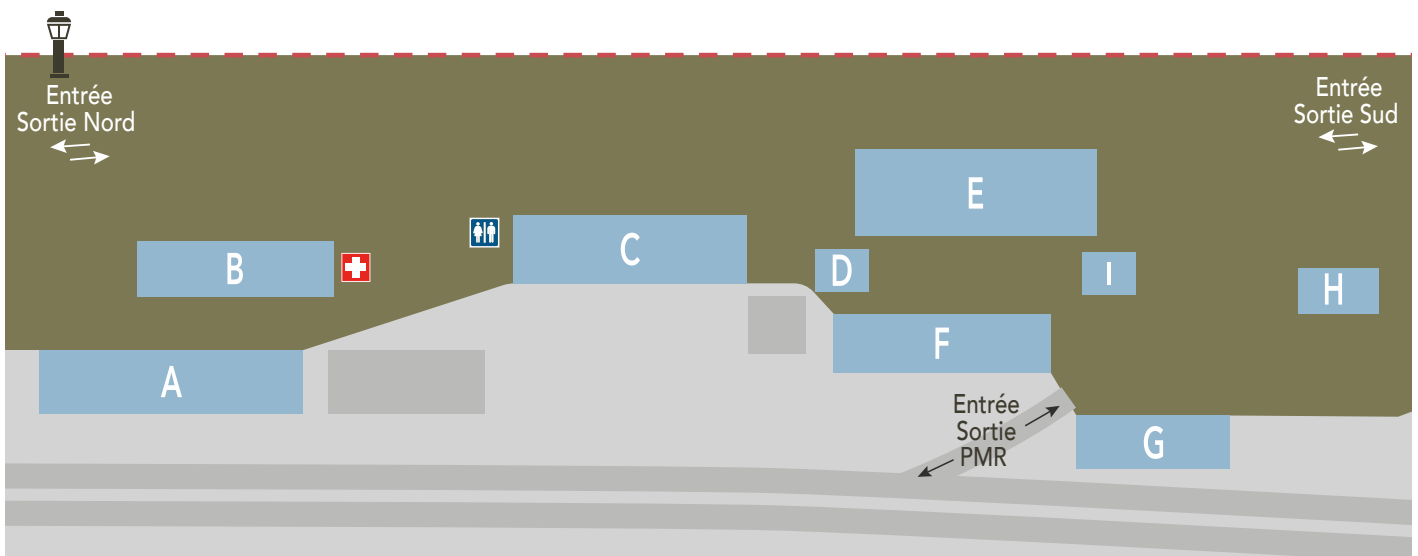 Entrée
Sortie Nord
Entrée
Sortie Sud
E
C
B
D
I
H
F
A
Entrée
Sortie
PMR
G